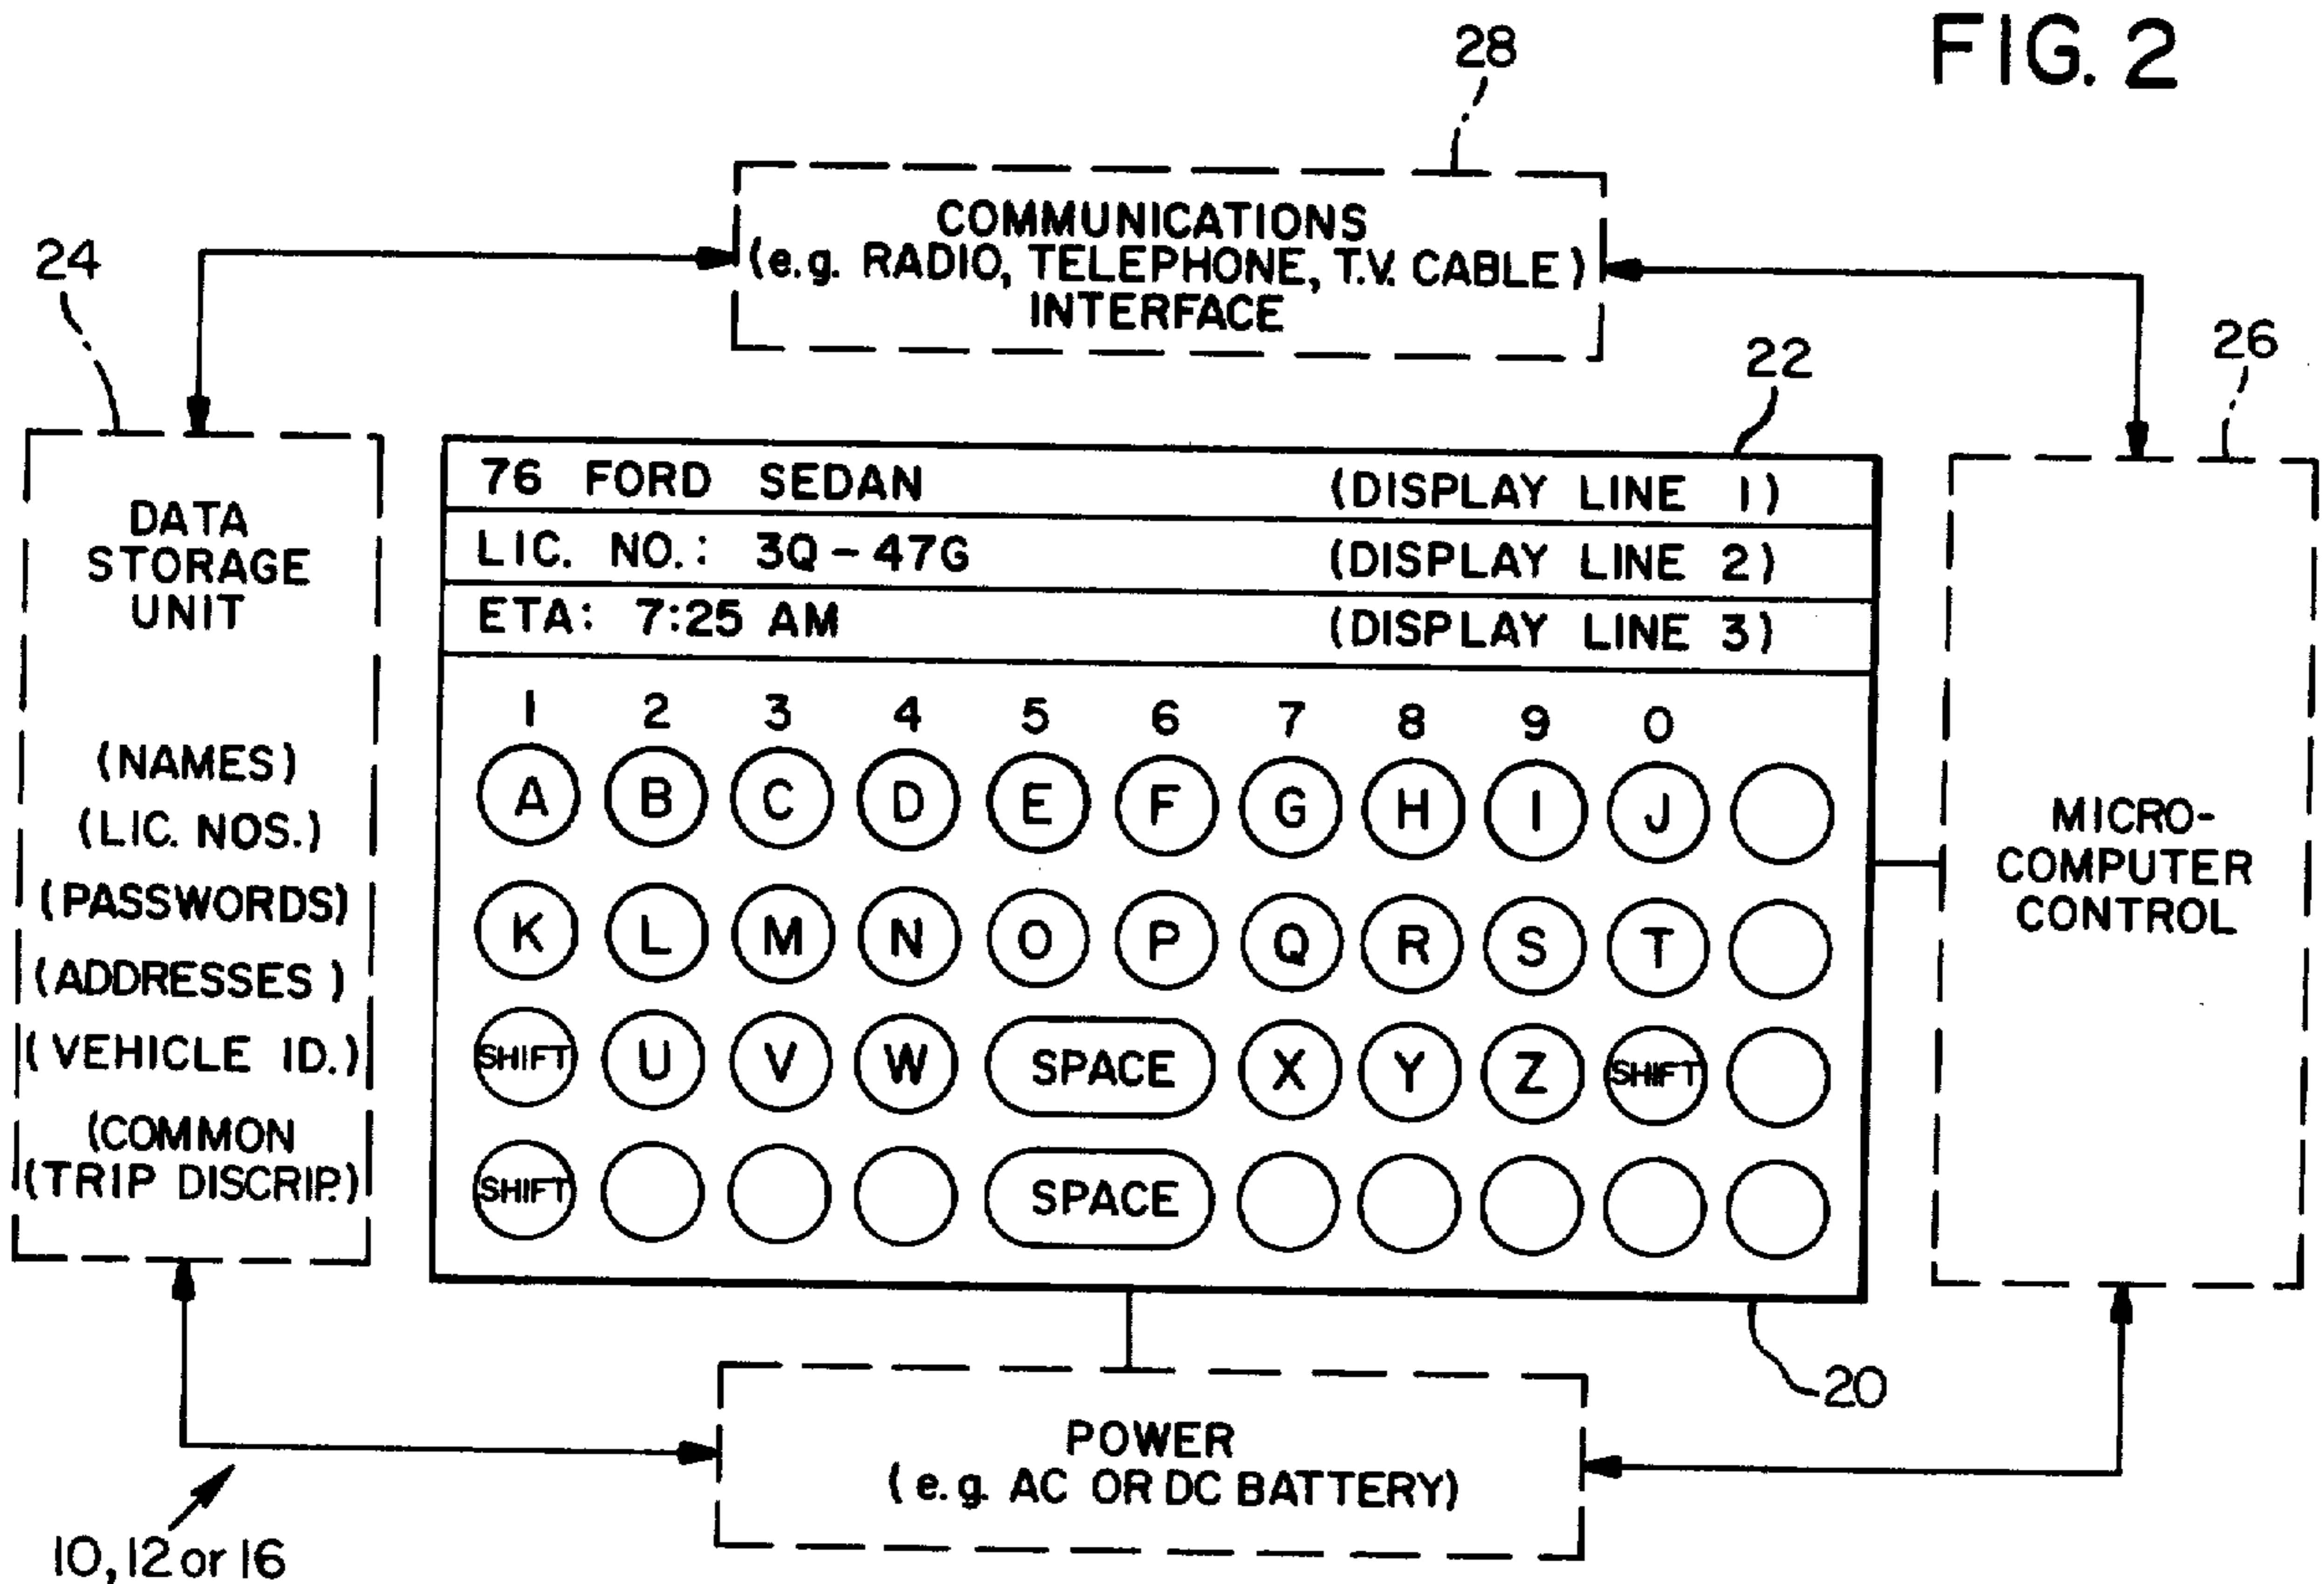 FIG. 2
28
COMMUNICATIONS
(e.g. RADIO, TELEPHONE, T.V. CABLE)
INTERFACE
24
22
26
76 FORD SEDAN (DISPLAY LINE 1)
LIC. NO.: 3Q-47G (DISPLAY LINE 2)
ETA: 7:25 AM (DISPLAY LINE 3)
DATA
STORAGE
UNIT
(NAMES)
(LIC. NOS.)
(PASSWORDS)
(ADDRESSES)
(VEHICLE ID.)
(COMMON
(TRIP DISCRIP.)
1 2 3 4 5 6 7 8 9 0
A B C D E F G H I J
K L M N O P Q R S T
SHIFT U V W SPACE X Y Z SHIFT
SHIFT SPACE
MICRO-
COMPUTER
CONTROL
20
POWER
(e.g. AC OR DC BATTERY)
10, 12 or 16